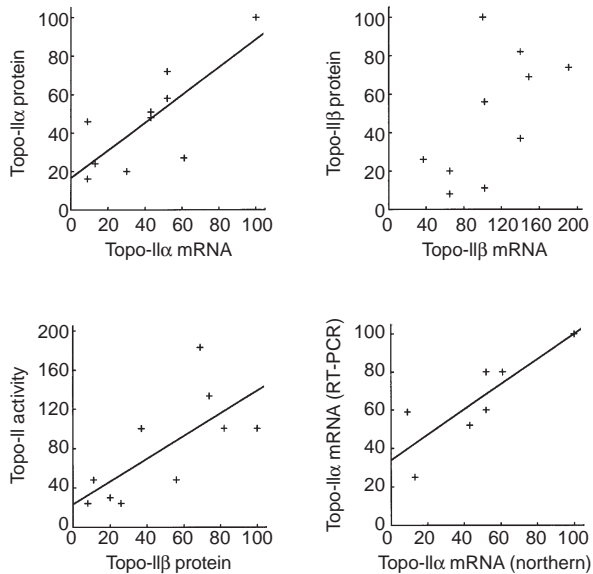 Topo-IIα protein
100
80
60
40
20
0
0 20 40 60 80 100
Topo-IIα mRNA
Topo-IIβ protein
100
80
60
40
20
0
0 40 80 120 160 200
Topo-IIβ mRNA
Topo-II activity
200
160
120
80
40
0
0 20 40 60 80 100
Topo-IIβ protein
Topo-IIα mRNA (RT-PCR)
100
80
60
40
20
0
0 20 40 60 80 100
Topo-IIα mRNA (northern)